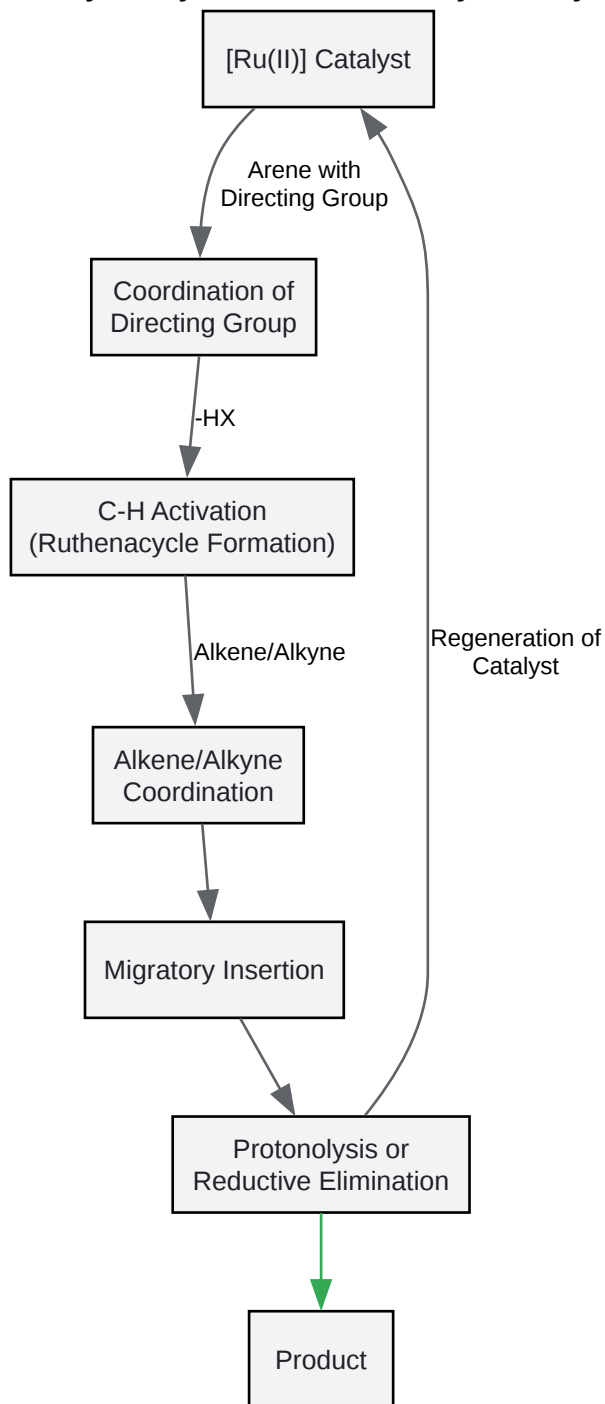 [Ru(II)] Catalyst
Arene with
Directing Group
Coordination of
Directing Group
-HX
C-H Activation
(Ruthenacycle Formation)
Alkene/Alkyne
Regeneration of
Catalyst
Alkene/Alkyne
Coordination
Migratory Insertion
Protonolysis or
Reductive Elimination
Product